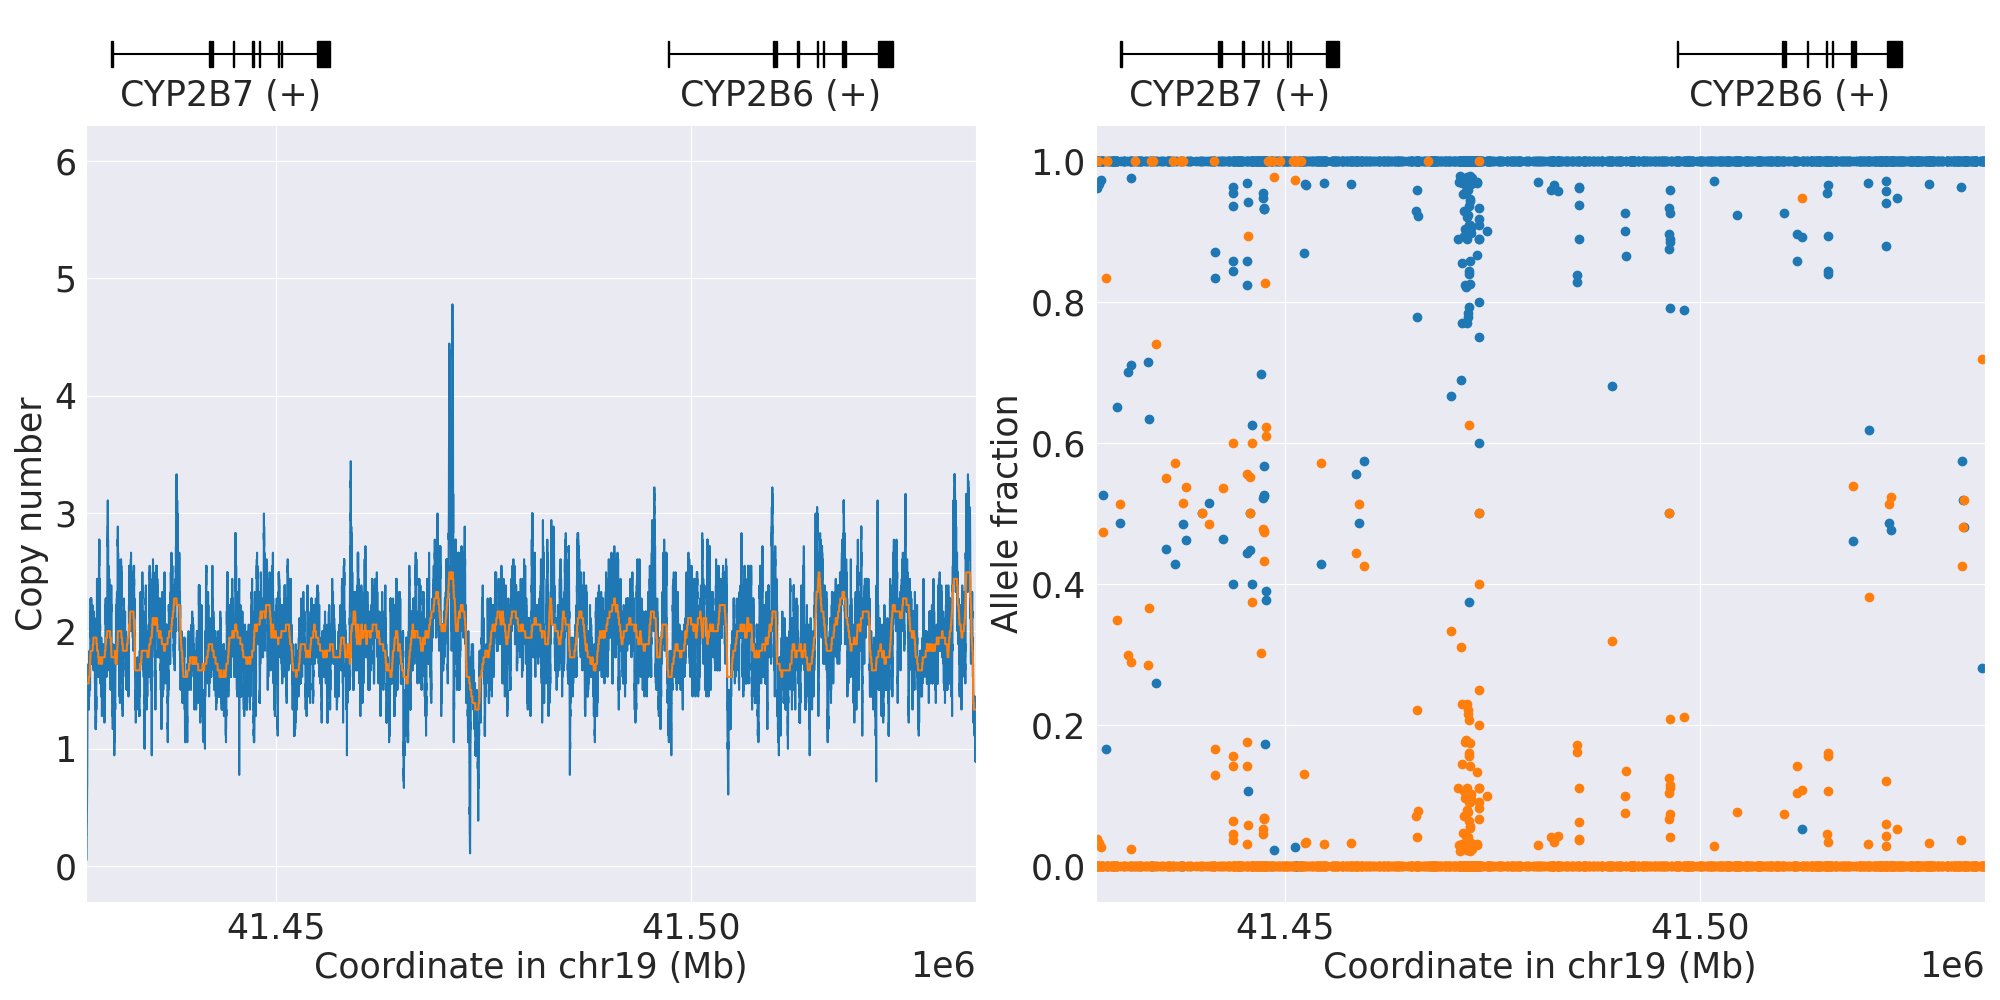 CYP2B7 (+)
CYP2B6 (+)
6
5
4
3
2
1
0
Copy number
41.45
41.50
Coordinate in chr19 (Mb)
1e6
CYP2B7 (+)
CYP2B6 (+)
1.0
0.8
0.6
0.4
0.2
0.0
Allele fraction
41.45
41.50
Coordinate in chr19 (Mb)
1e6